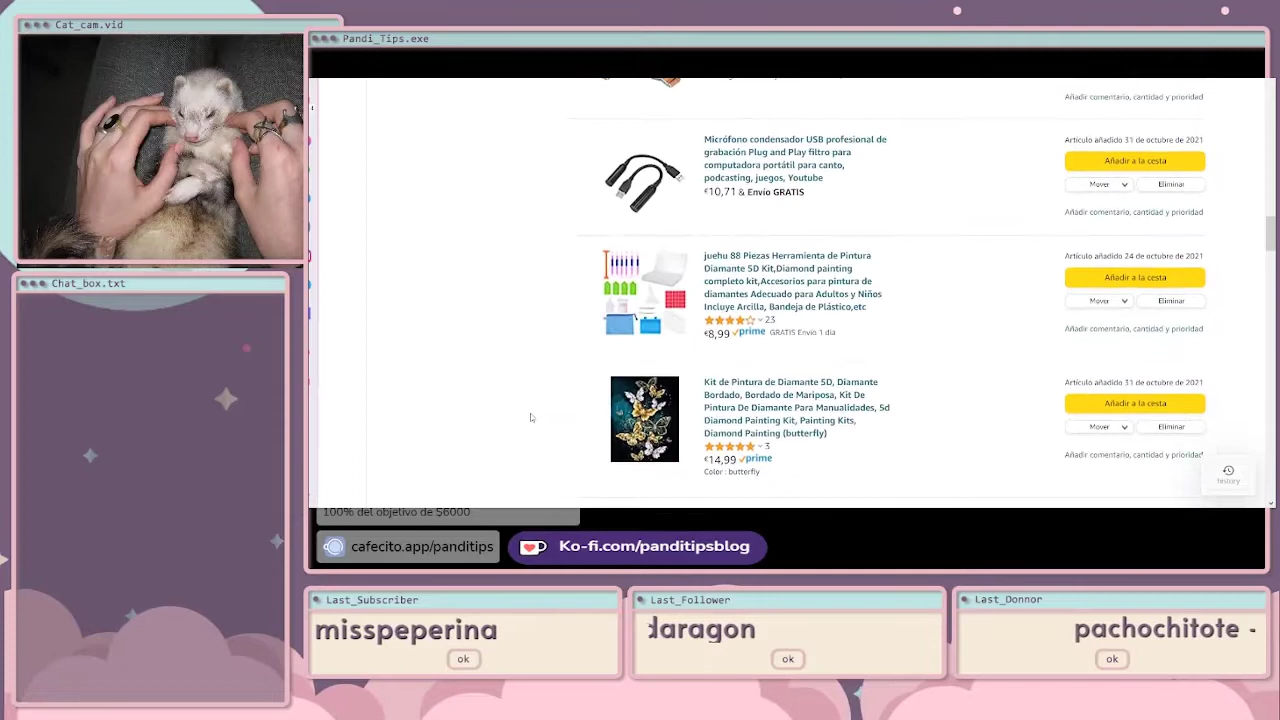 Cat_cam.vid
Pandi_Tips.exe
Añadir comentario, cantidad y prioridad
Micrófono condensador USB profesional de
grabación Plug and Play filtro para
computadora portátil para canto,
podcasting, juegos, Youtube
€10,71 & Envío GRATIS
Artículo añadido 31 de octubre de 2021
Añadir a la cesta
Mover
Eliminar
Añadir comentario, cantidad y prioridad
juehu 88 Piezas Herramienta de Pintura
Diamante 5D Kit,Diamond painting
completo kit,Accesorios para pintura de
diamantes Adecuado para Adultos y Niños
Incluye Arcilla, Bandeja de Plástico,etc
23
€8,99 prime GRATIS Envío 1 día
Artículo añadido 24 de octubre de 2021
Añadir a la cesta
Mover
Eliminar
Añadir comentario, cantidad y prioridad
Kit de Pintura de Diamante 5D, Diamante
Bordado, Bordado de Mariposa, Kit De
Pintura De Diamante Para Manualidades, 5d
Diamond Painting Kit, Painting Kits,
Diamond Painting (butterfly)
3
€14,99 prime
Color : butterfly
Artículo añadido 31 de octubre de 2021
Añadir a la cesta
Mover
Eliminar
Añadir comentario, cantidad y prioridad
history
Chat_box.txt
100% del objetivo de $6000
cafecito.app/panditips
Ko-fi.com/panditipsblog
Last_Subscriber
misspeperina
ok
Last_Follower
daragon
ok
Last_Donnor
pachochitote -
ok